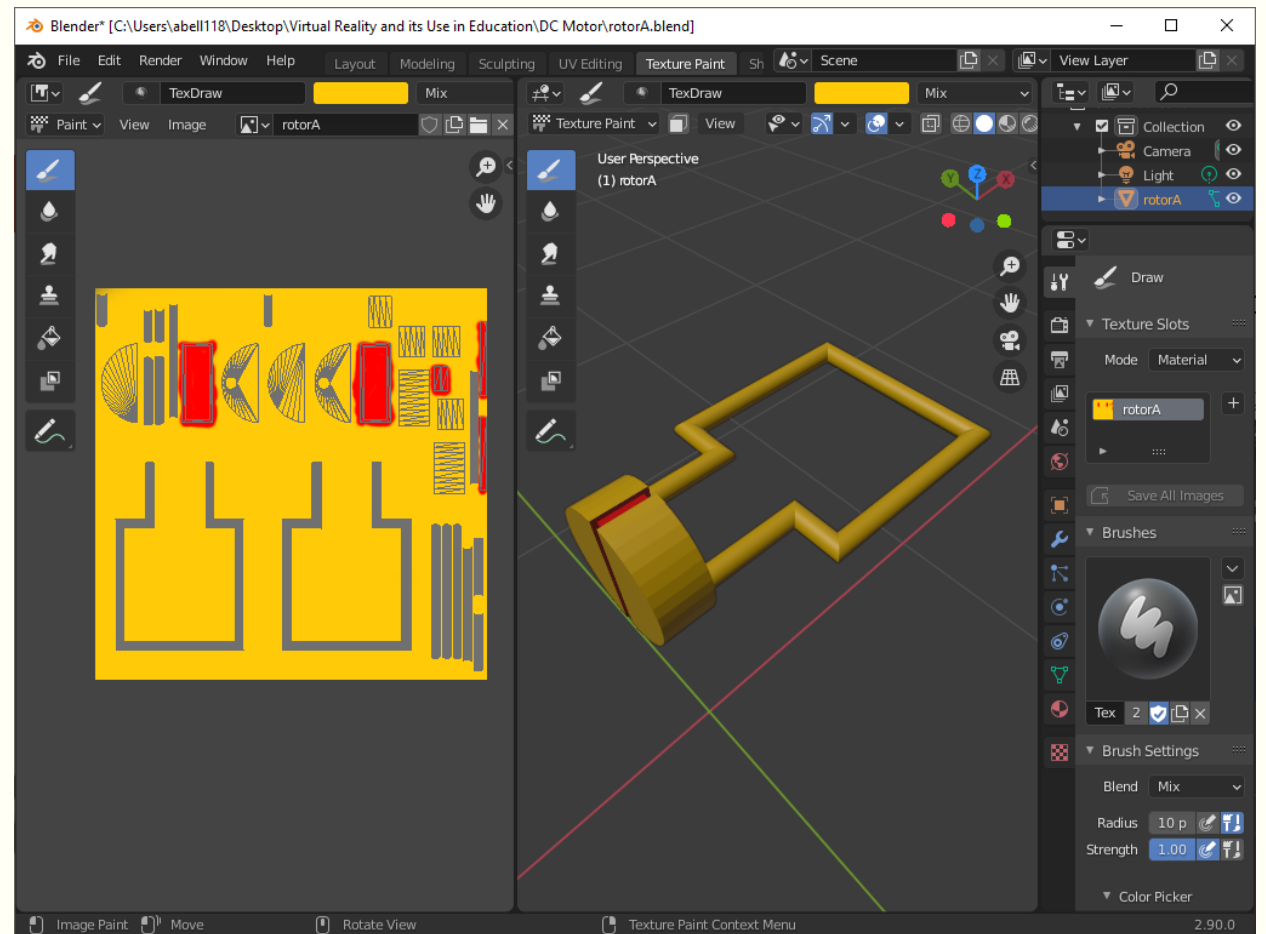 Blender* [C:\Users\abell118\Desktop\Virtual Reality and its Use in Education\DC Motor\rotorA.blend]
File Edit Render Window Help Layout Modeling Sculpting UV Editing Texture Paint Sh Scene View Layer
TexDraw Mix TexDraw Mix
Paint View Image rotorA Texture Paint View
User Perspective
(1) rotorA
Collection
Camera
Light
rotorA
Draw
Texture Slots
Mode Material
rotorA
Save All Images
Brushes
Tex 2
Brush Settings
Blend Mix
Radius 10 p
Strength 1.00
Color Picker
Image Paint Move Rotate View Texture Paint Context Menu 2.90.0